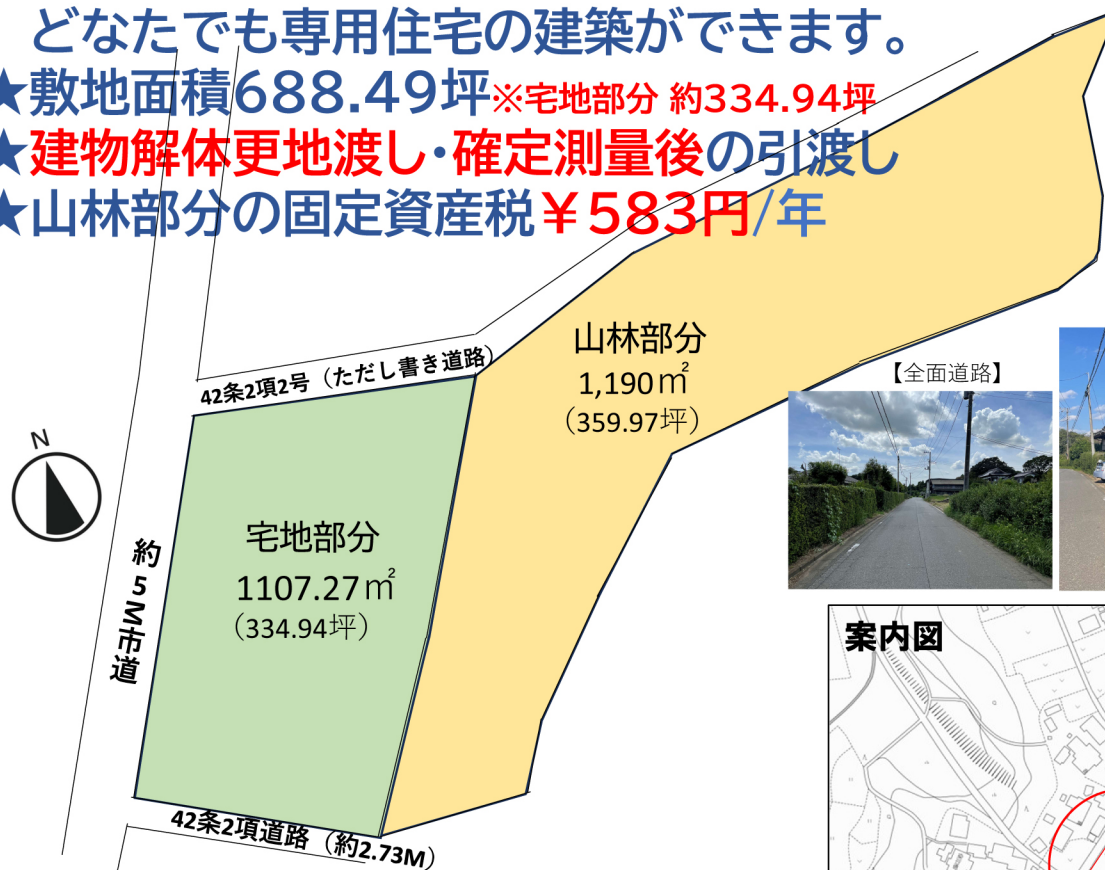 どなたでも専用住宅の建築ができます。
★敷地面積688.49坪※宅地部分 約334.94坪
★建物解体更地渡し・確定測量後の引渡し
★山林部分の固定資産税￥583円/年
山林部分
1,190㎡
（359.97坪）
42条2項2号（ただし書き道路）
【全面道路】
N
宅地部分
1107.27㎡
（334.94坪）
約5M市道
案内図
42条2項道路（約2.73M）